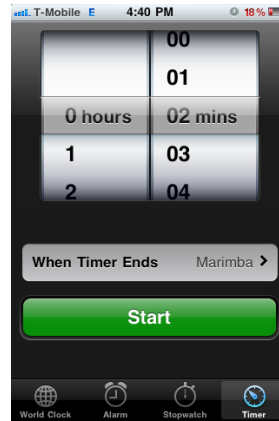 T-Mobile E 4:40 PM 18%
00
01
0 hours 02 mins
1 03
2 04
When Timer Ends Marimba
Start
World Clock Alarm Stopwatch Timer